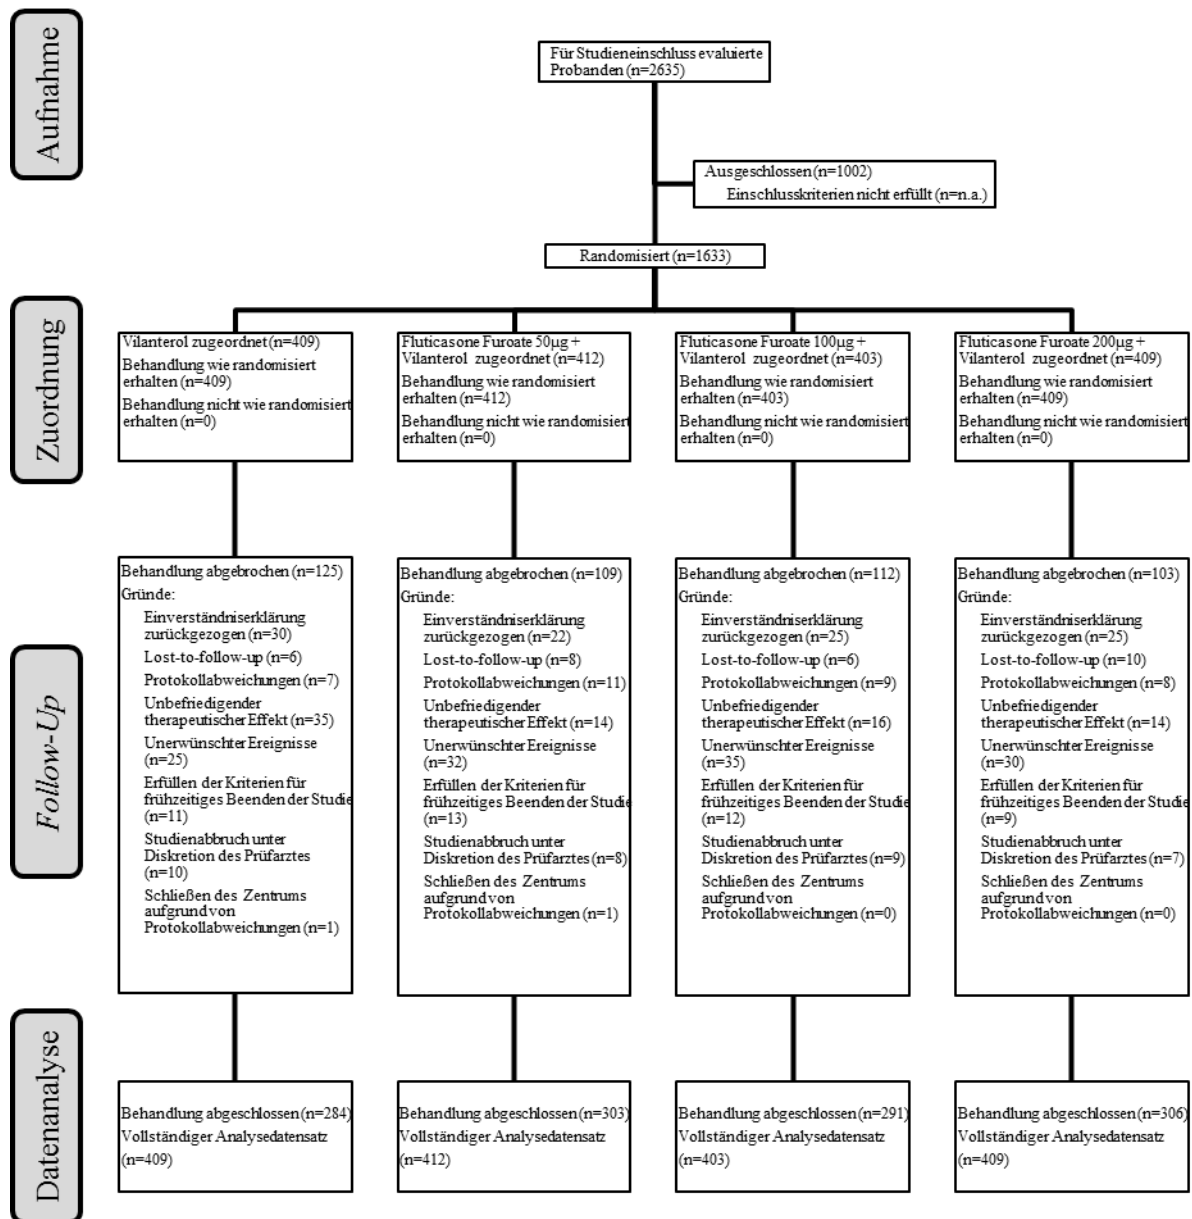 Aufnahme
Für Studieneinschluss evaluierte
Probanden (n=2635)
Ausgeschlossen (n=1002)
Einschlusskriterien nicht erfüllt (n=n.a.)
Randomisiert (n=1633)
Zuordnung
Vilanterol zugeordnet (n=409)
Behandlung wie randomisiert
erhalten (n=409)
Behandlung nicht wie randomisiert
erhalten (n=0)
Fluticasone Furoate 50µg +
Vilanterol zugeordnet (n=412)
Behandlung wie randomisiert
erhalten (n=412)
Behandlung nicht wie randomisiert
erhalten (n=0)
Fluticasone Furoate 100µg +
Vilanterol zugeordnet (n=403)
Behandlung wie randomisiert
erhalten (n=403)
Behandlung nicht wie randomisiert
erhalten (n=0)
Fluticasone Furoate 200µg +
Vilanterol zugeordnet (n=409)
Behandlung wie randomisiert
erhalten (n=409)
Behandlung nicht wie randomisiert
erhalten (n=0)
Follow-Up
Behandlung abgebrochen (n=125)
Gründe:
Einverständniserklärung
zurückgezogen (n=30)
Lost-to-follow-up (n=6)
Protokollabweichungen (n=7)
Unbefriedigender
therapeutischer Effekt (n=35)
Unerwünschter Ereignisse
(n=25)
Erfüllen der Kriterien für
frühzeitiges Beenden der Studie
(n=11)
Studienabbruch unter
Diskretion des Prüfarztes
(n=10)
Schließen des Zentrums
aufgrund von
Protokollabweichungen (n=1)
Behandlung abgebrochen (n=109)
Gründe:
Einverständniserklärung
zurückgezogen (n=22)
Lost-to-follow-up (n=8)
Protokollabweichungen (n=11)
Unbefriedigender
therapeutischer Effekt (n=14)
Unerwünschter Ereignisse
(n=32)
Erfüllen der Kriterien für
frühzeitiges Beenden der Studie
(n=13)
Studienabbruch unter
Diskretion des Prüfarztes (n=8)
Schließen des Zentrums
aufgrund von
Protokollabweichungen (n=1)
Behandlung abgebrochen (n=112)
Gründe:
Einverständniserklärung
zurückgezogen (n=25)
Lost-to-follow-up (n=6)
Protokollabweichungen (n=9)
Unbefriedigender
therapeutischer Effekt (n=16)
Unerwünschter Ereignisse
(n=35)
Erfüllen der Kriterien für
frühzeitiges Beenden der Studie
(n=12)
Studienabbruch unter
Diskretion des Prüfarztes (n=9)
Schließen des Zentrums
aufgrund von
Protokollabweichungen (n=0)
Behandlung abgebrochen (n=103)
Gründe:
Einverständniserklärung
zurückgezogen (n=25)
Lost-to-follow-up (n=10)
Protokollabweichungen (n=8)
Unbefriedigender
therapeutischer Effekt (n=14)
Unerwünschter Ereignisse
(n=30)
Erfüllen der Kriterien für
frühzeitiges Beenden der Studie
(n=9)
Studienabbruch unter
Diskretion des Prüfarztes (n=7)
Schließen des Zentrums
aufgrund von
Protokollabweichungen (n=0)
Datenanalyse
Behandlung abgeschlossen (n=284)
Vollständiger Analysedatensatz
(n=409)
Behandlung abgeschlossen (n=303)
Vollständiger Analysedatensatz
(n=412)
Behandlung abgeschlossen (n=291)
Vollständiger Analysedatensatz
(n=403)
Behandlung abgeschlossen (n=306)
Vollständiger Analysedatensatz
(n=409)